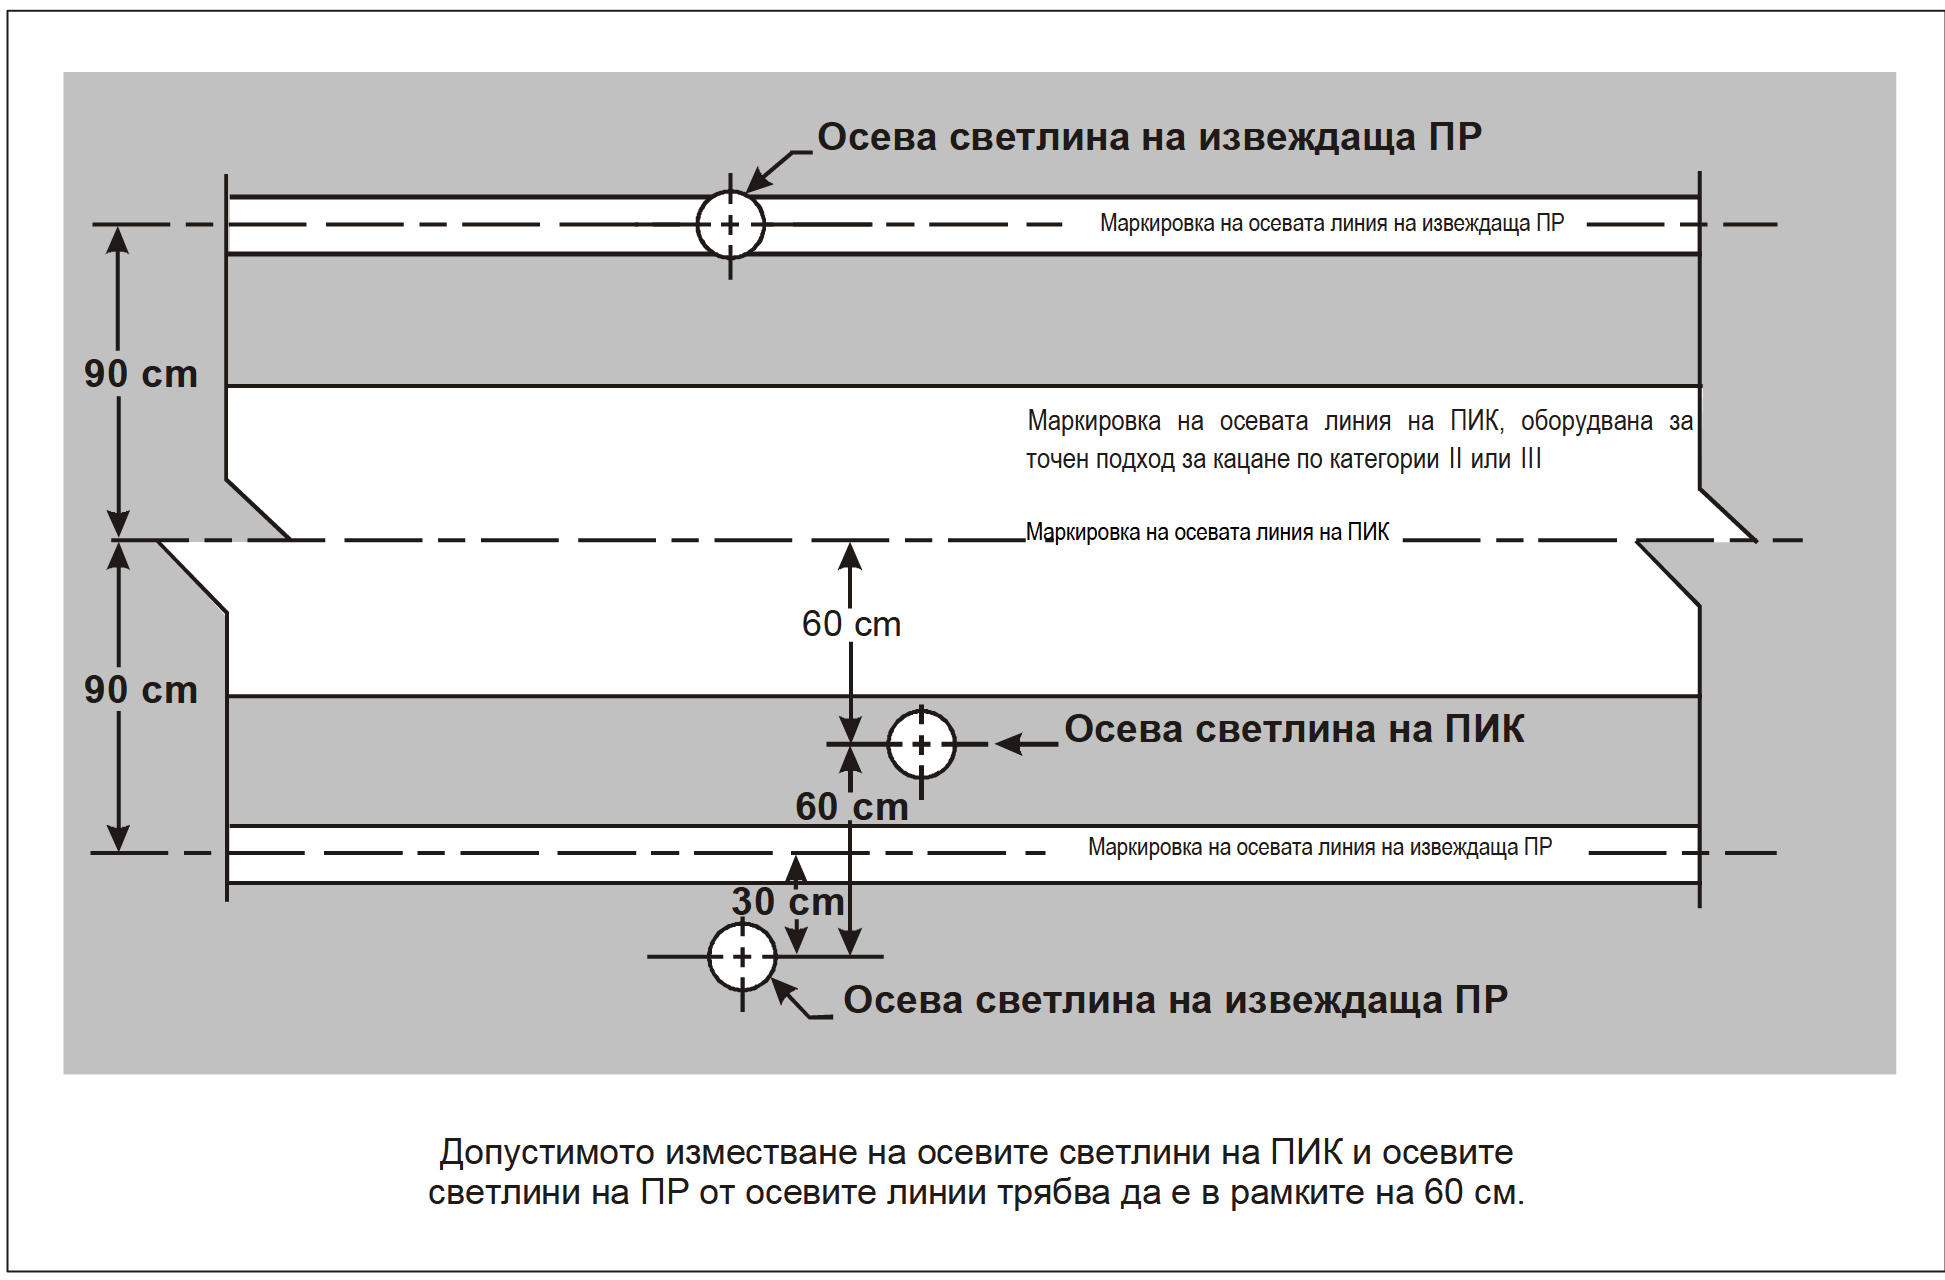 Осева светлина на извеждаща ПР
Маркировка на осевата линия на извеждаща ПР
90 cm
Маркировка на осевата линия на ПИК, оборудвана за
точен подход за кацане по категории II или III
Маркировка на осевата линия на ПИК
60 cm
90 cm
Осева светлина на ПИК
60 cm
Маркировка на осевата линия на извеждаща ПР
30 cm
Осева светлина на извеждаща ПР
Допустимото изместване на осевите светлини на ПИК и осевите
светлини на ПР от осевите линии трябва да е в рамките на 60 см.